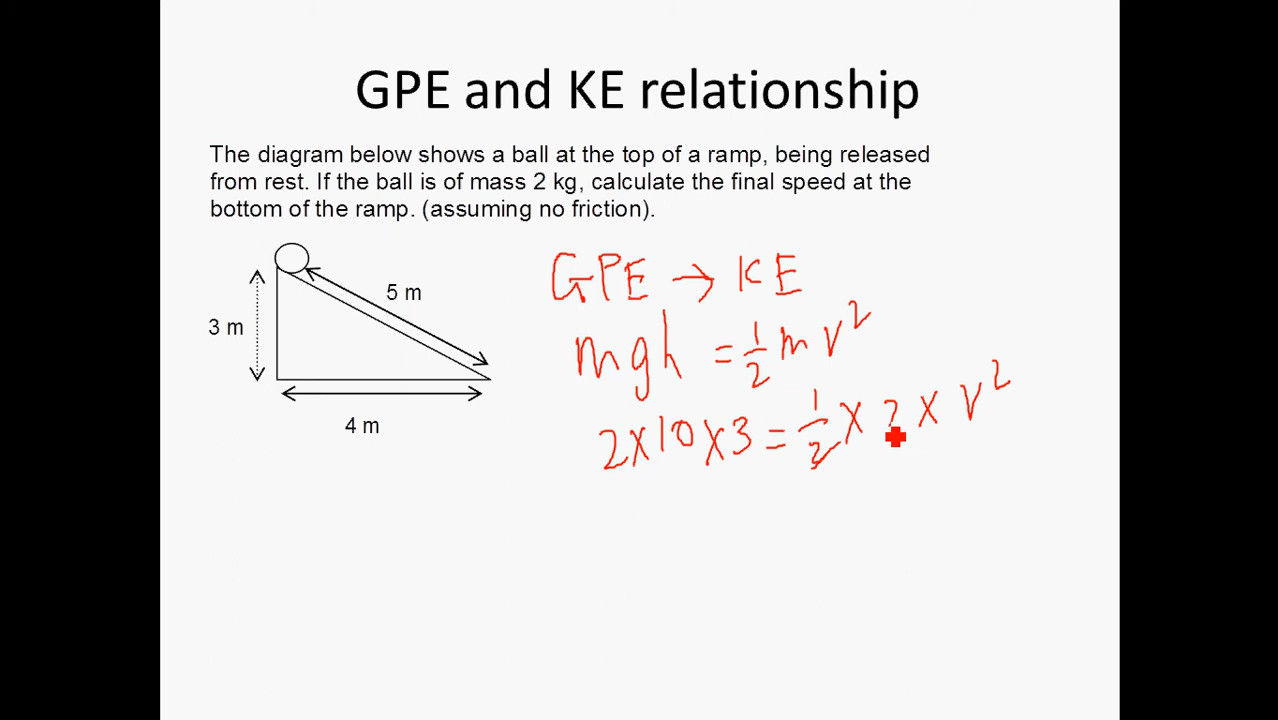 GPE and KE relationship
The diagram below shows a ball at the top of a ramp, being released
from rest. If the ball is of mass 2 kg, calculate the final speed at the
bottom of the ramp. (assuming no friction).
5 m
3 m
4 m
GPE → KE
mgh = ½ m v²
2 x 10 x 3 = ½ x 2 x v²